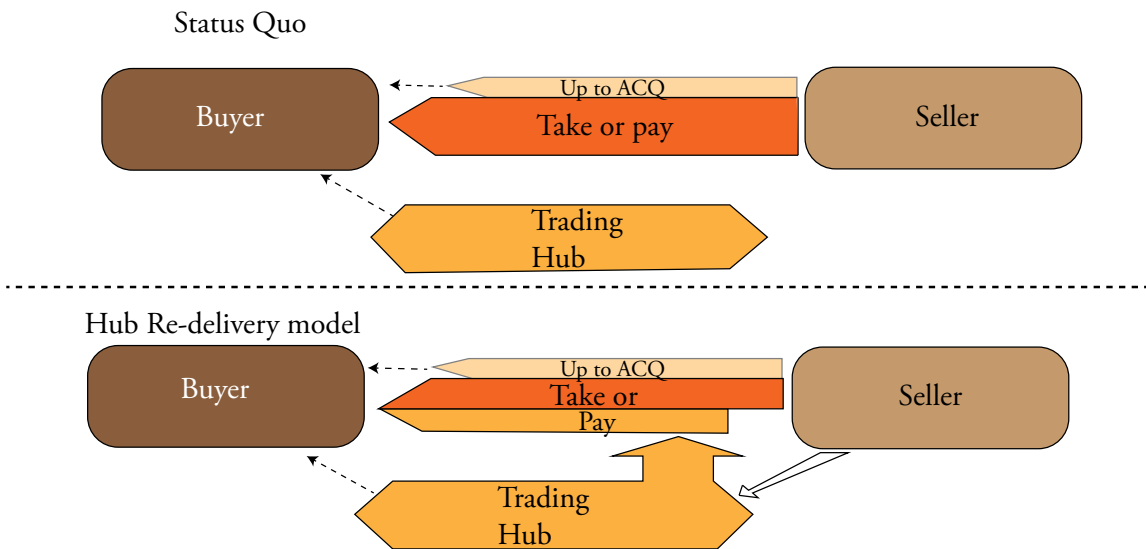 Status Quo
Buyer
Up to ACQ
Take or pay
Seller
Trading
Hub
Hub Re-delivery model
Buyer
Up to ACQ
Take or
Pay
Seller
Trading
Hub